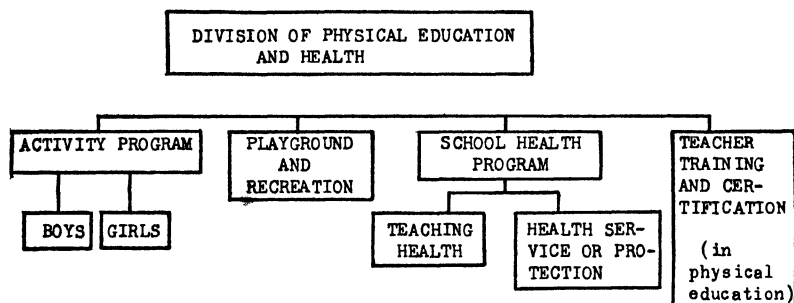 DIVISION OF PHYSICAL EDUCATION
AND HEALTH
ACTIVITY PROGRAM
PLAYGROUND
AND
RECREATION
SCHOOL HEALTH
PROGRAM
TEACHER
TRAINING
AND CER-
TIFICATION
(in
physical
education)
BOYS
GIRLS
TEACHING
HEALTH
HEALTH SER-
VICE OR PRO-
TECTION